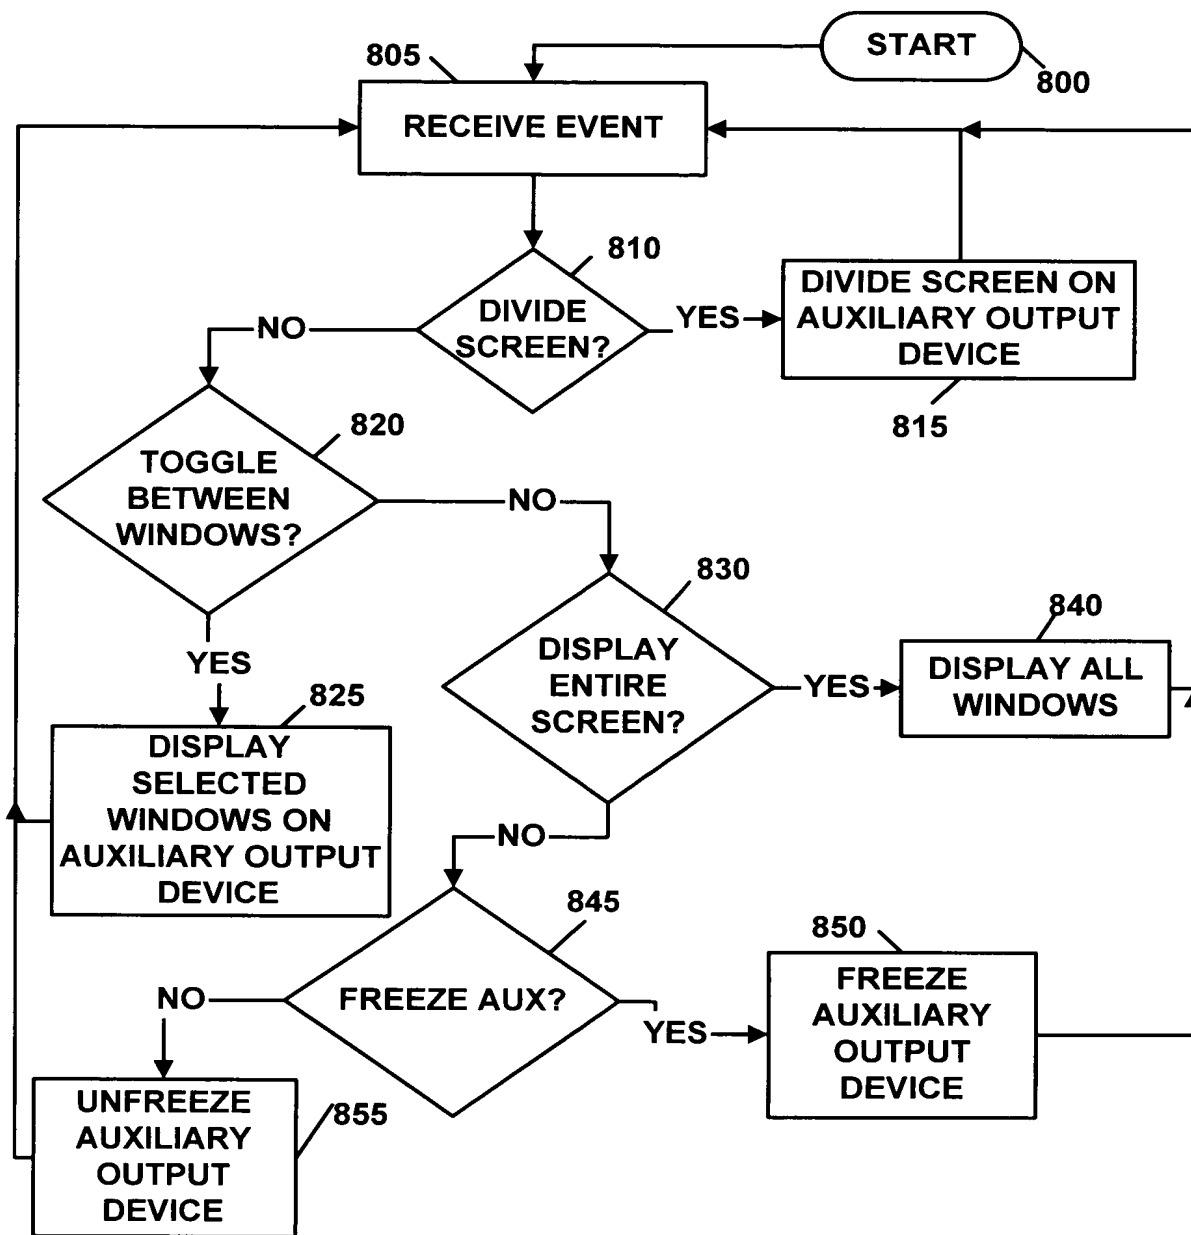 START
800
805
RECEIVE EVENT
810
DIVIDE
SCREEN?
YES
DIVIDE SCREEN ON
AUXILIARY OUTPUT
DEVICE
815
NO
820
TOGGLE
BETWEEN
WINDOWS?
NO
YES
825
DISPLAY
SELECTED
WINDOWS ON
AUXILIARY OUTPUT
DEVICE
830
DISPLAY
ENTIRE
SCREEN?
YES
840
DISPLAY ALL
WINDOWS
NO
845
FREEZE AUX?
YES
850
FREEZE
AUXILIARY
OUTPUT
DEVICE
NO
UNFREEZE
AUXILIARY
OUTPUT
DEVICE
855